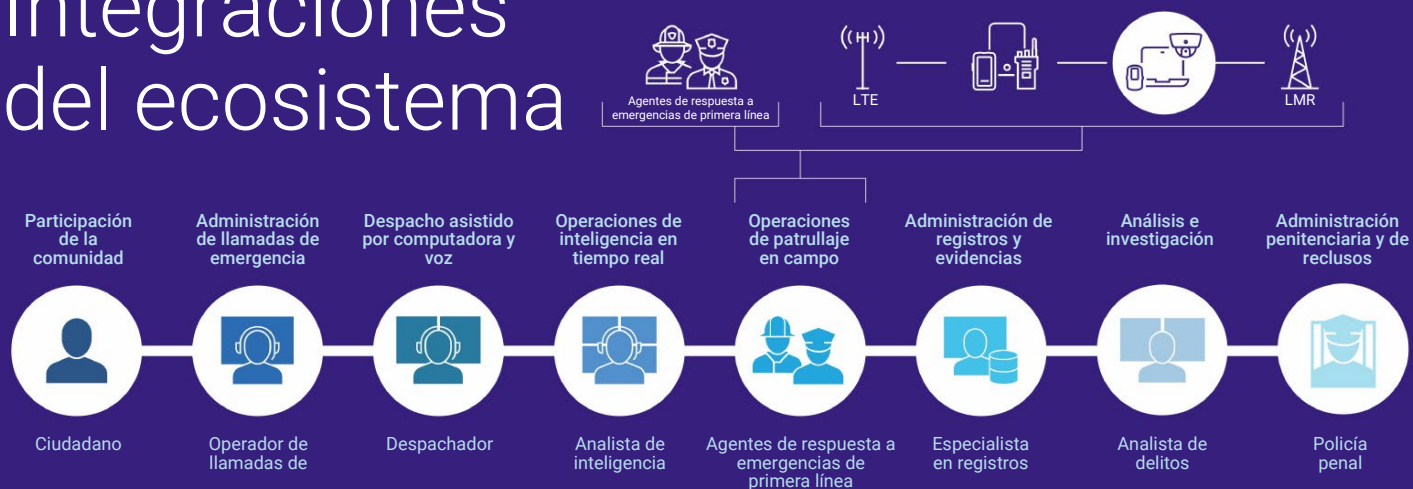 integraciones
del ecosistema
Agentes de respuesta a
emergencias de primera línea
LTE
LMR
Participación
de la
comunidad
Administración
de llamadas de
emergencia
Despacho asistido
por computadora y
voz
Operaciones de
inteligencia en
tiempo real
Operaciones
de patrullaje
en campo
Administración de
registros y
evidencias
Análisis e
investigación
Administración
penitenciaria y de
reclusos
Ciudadano
Operador de
llamadas de
Despachador
Analista de
inteligencia
Agentes de respuesta a
emergencias de
primera línea
Especialista
en registros
Analista de
delitos
Policía
penal